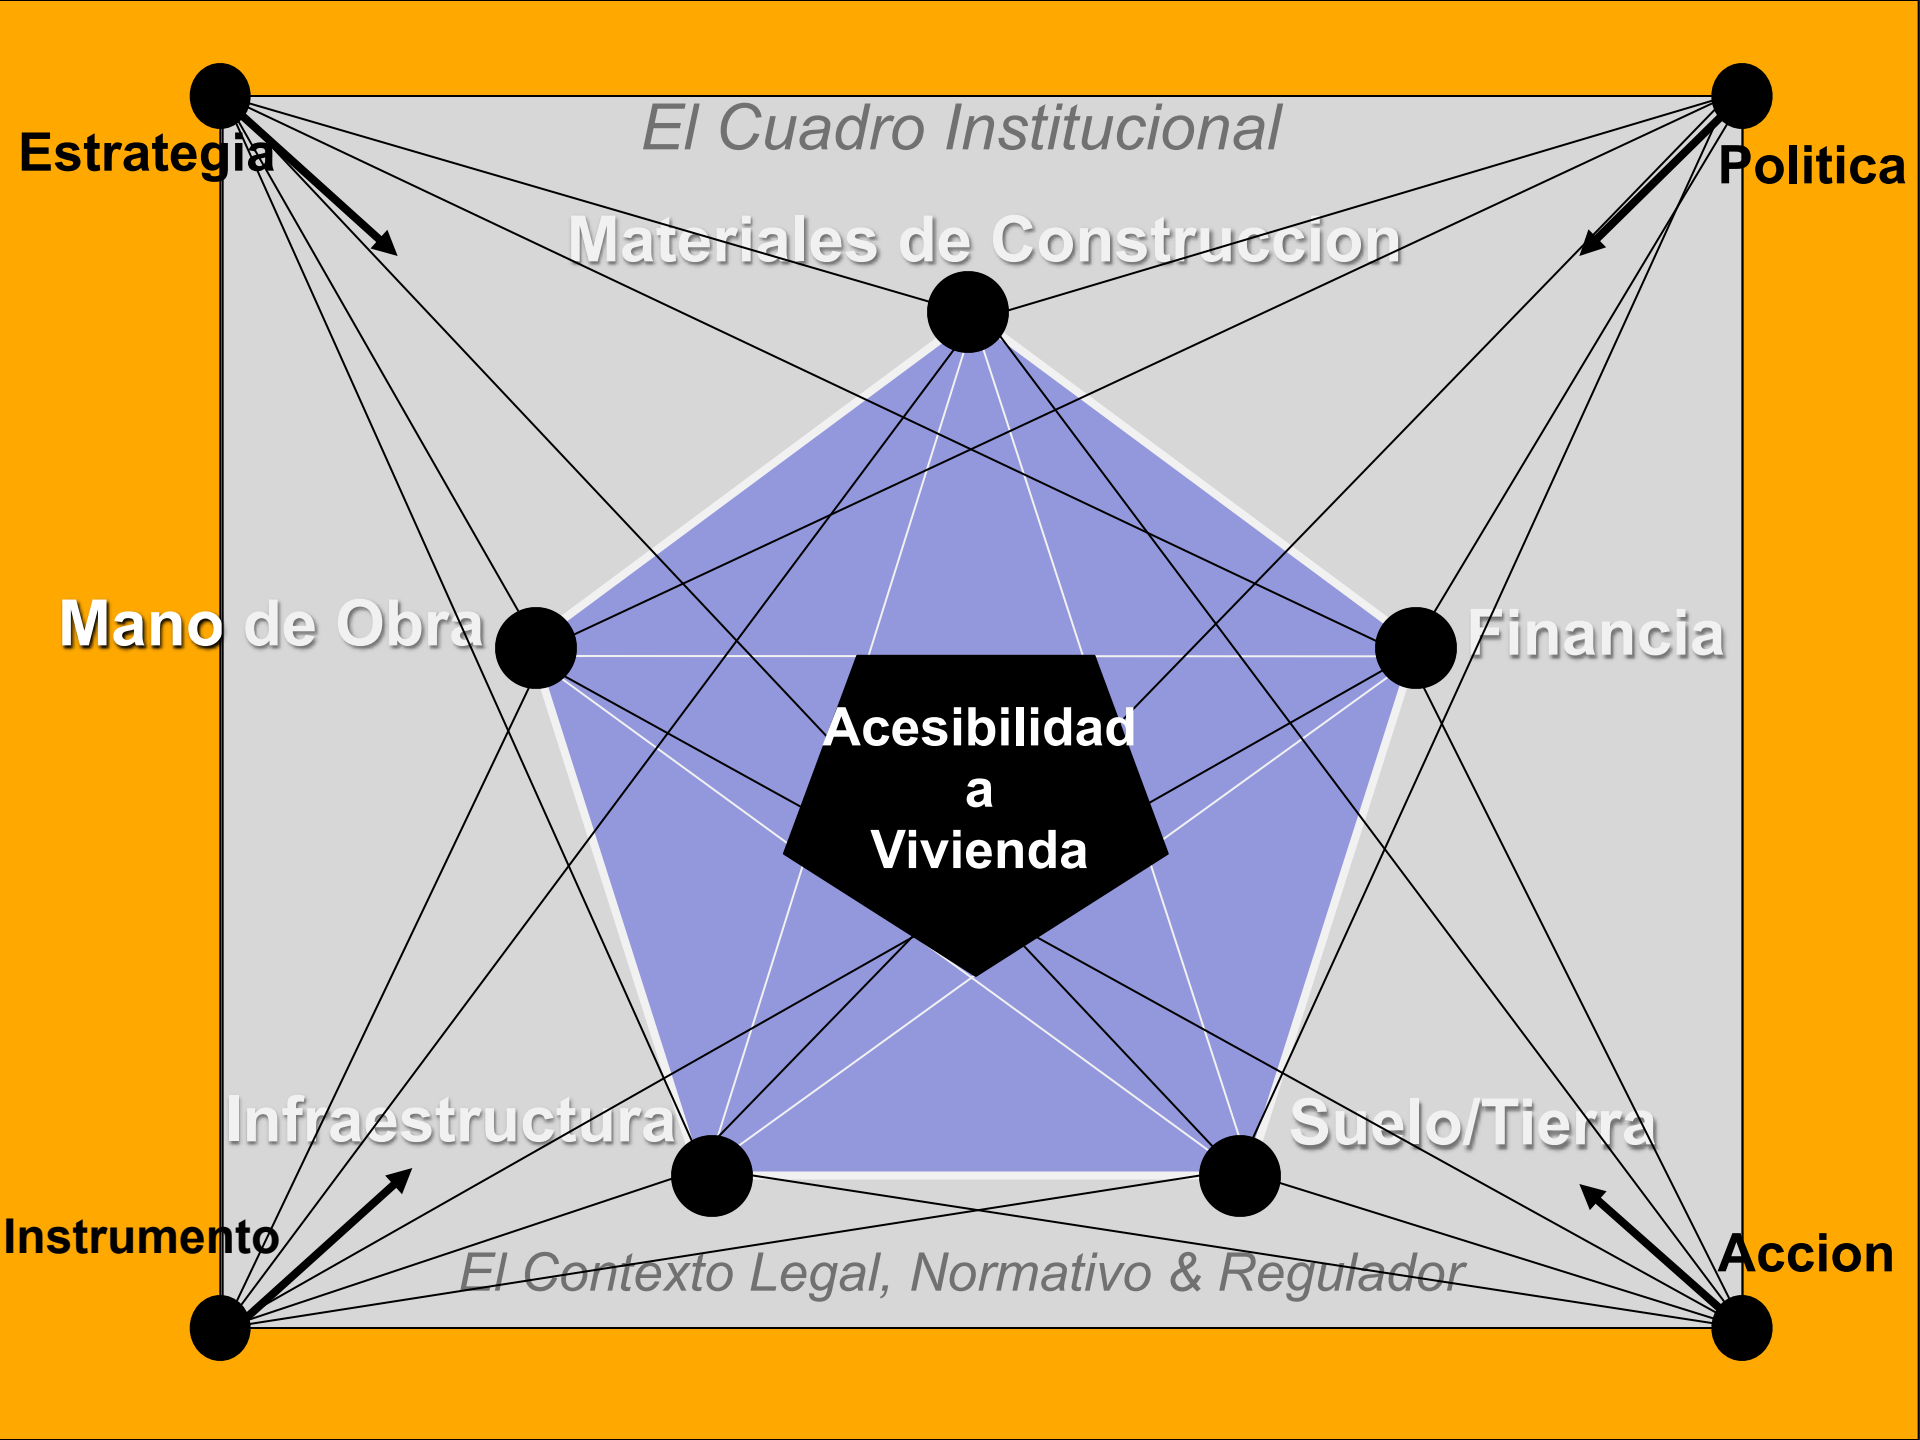 El Cuadro Institucional
Estrategia
Politica
Materiales de Construccion
Mano de Obra
Financia
Acesibilidad
a
Vivienda
Infraestructura
Suelo/Tierra
Instrumento
Accion
El Contexto Legal, Normativo & Regulador